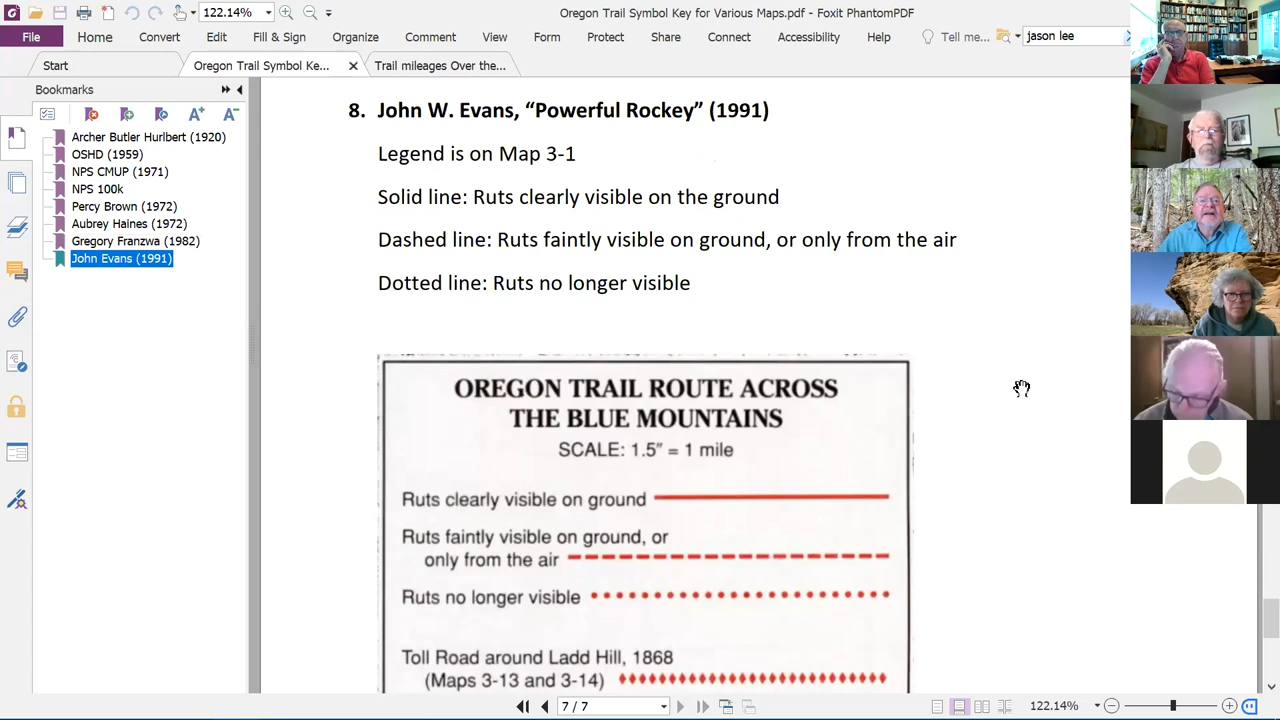 122.14%
Oregon Trail Symbol Key for Various Maps.pdf - Foxit PhantomPDF
File Home Convert Edit Fill & Sign Organize Comment View Form Protect Share Connect Accessibility Help Tell me... jason lee
Start Oregon Trail Symbol Ke... Trail mileages Over the...
Bookmarks
Archer Butler Hurlbert (1920)
OSHD (1959)
NPS CMUP (1971)
NPS 100k
Percy Brown (1972)
Aubrey Haines (1972)
Gregory Franzwa (1982)
John Evans (1991)
8. John W. Evans, “Powerful Rockey” (1991)
Legend is on Map 3-1
Solid line: Ruts clearly visible on the ground
Dashed line: Ruts faintly visible on ground, or only from the air
Dotted line: Ruts no longer visible
OREGON TRAIL ROUTE ACROSS
THE BLUE MOUNTAINS
SCALE: 1.5" = 1 mile
Ruts clearly visible on ground
Ruts faintly visible on ground, or
only from the air
Ruts no longer visible
Toll Road around Ladd Hill, 1868
(Maps 3-13 and 3-14)
7 / 7
122.14%